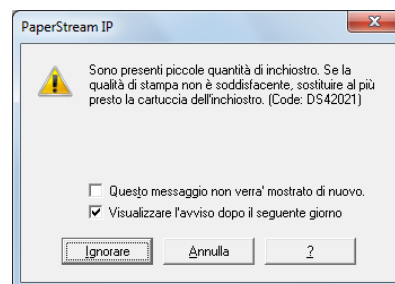 PaperStream IP
Sono presenti piccole quantità di inchiostro. Se la
qualità di stampa non è soddisfacente, sostituire al più
presto la cartuccia dell'inchiostro. (Code: DS42021)
Questo messaggio non verra' mostrato di nuovo.
Visualizzare l'avviso dopo il seguente giorno
Ignorare Annulla ?